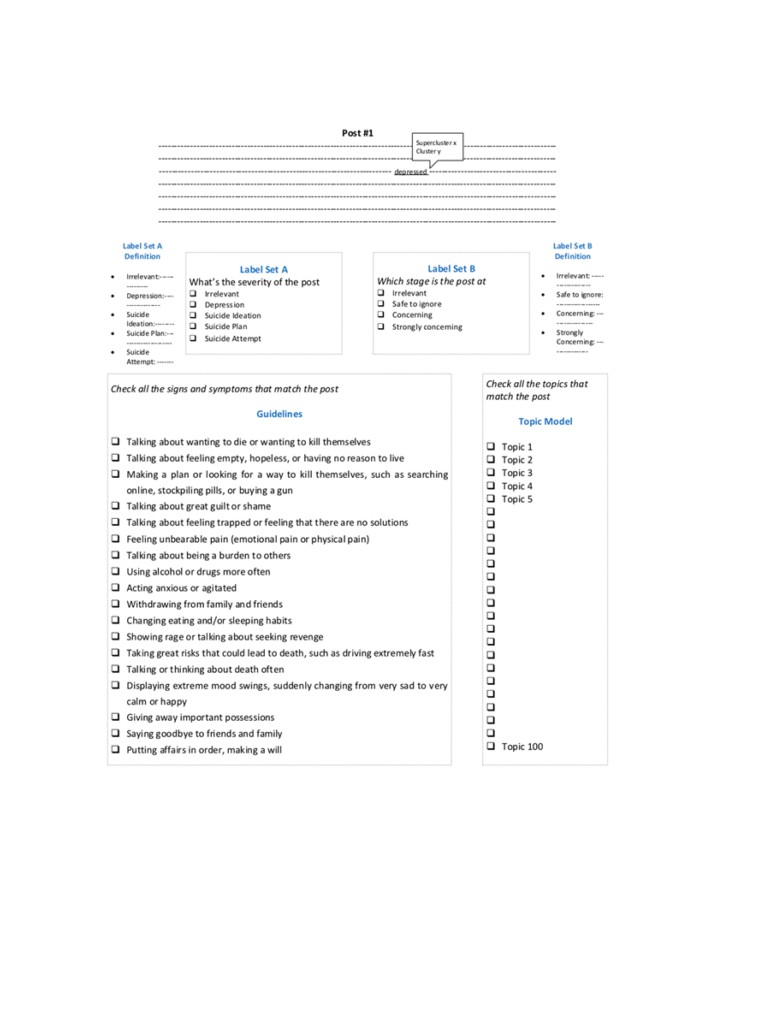 Post #1
Supercluster x
Cluster y
depressed
Label Set A
Definition
• Irrelevant:-----
---------
• Depression:----
--------------
• Suicide
Ideation:--------
• Suicide Plan:---
-------------------
• Suicide
Attempt: -------
Label Set A
What's the severity of the post
❑ Irrelevant
❑ Depression
❑ Suicide Ideation
❑ Suicide Plan
❑ Suicide Attempt
Label Set B
Which stage is the post at
❑ Irrelevant
❑ Safe to ignore
❑ Concerning
❑ Strongly concerning
Label Set B
Definition
• Irrelevant: -----
--------------
• Safe to ignore:
------------------
• Concerning: ---
---------------
• Strongly
Concerning: ---
-------------
Check all the signs and symptoms that match the post
Guidelines
❑ Talking about wanting to die or wanting to kill themselves
❑ Talking about feeling empty, hopeless, or having no reason to live
❑ Making a plan or looking for a way to kill themselves, such as searching
online, stockpiling pills, or buying a gun
❑ Talking about great guilt or shame
❑ Talking about feeling trapped or feeling that there are no solutions
❑ Feeling unbearable pain (emotional pain or physical pain)
❑ Talking about being a burden to others
❑ Using alcohol or drugs more often
❑ Acting anxious or agitated
❑ Withdrawing from family and friends
❑ Changing eating and/or sleeping habits
❑ Showing rage or talking about seeking revenge
❑ Taking great risks that could lead to death, such as driving extremely fast
❑ Talking or thinking about death often
❑ Displaying extreme mood swings, suddenly changing from very sad to very
calm or happy
❑ Giving away important possessions
❑ Saying goodbye to friends and family
❑ Putting affairs in order, making a will
Check all the topics that
match the post
Topic Model
❑ Topic 1
❑ Topic 2
❑ Topic 3
❑ Topic 4
❑ Topic 5
❑ Topic 100